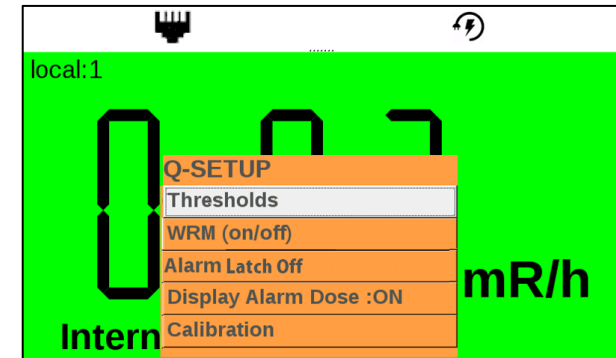 local:1
Q-SETUP
Thresholds
WRM (on/off)
Alarm Latch Off
Display Alarm Dose :ON
mR/h
Calibration
Intern